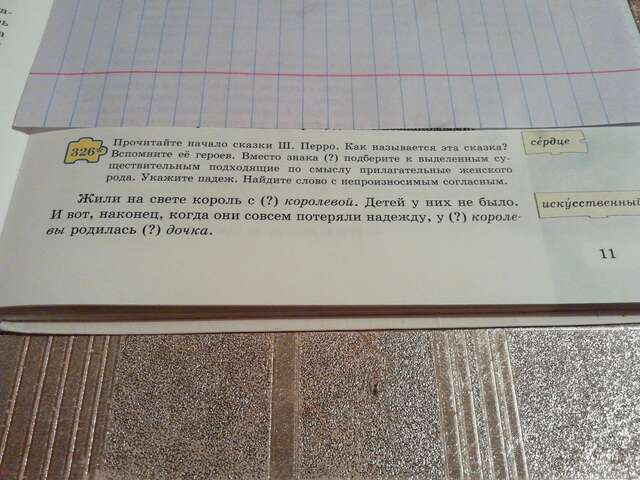 326
Прочитайте начало сказки Ш. Перро. Как называется эта сказка?
Вспомните её героев. Вместо знака (?) подберите к выделенным су-
ществительным подходящие по смыслу прилагательные женского
рода. Укажите падеж. Найдите слово с непроизносимым согласным.
сердце
Жили на свете король с (?) королевой. Детей у них не было.
И вот, наконец, когда они совсем потеряли надежду, у (?) короле-
вы родилась (?) дочка.
искусственный
11